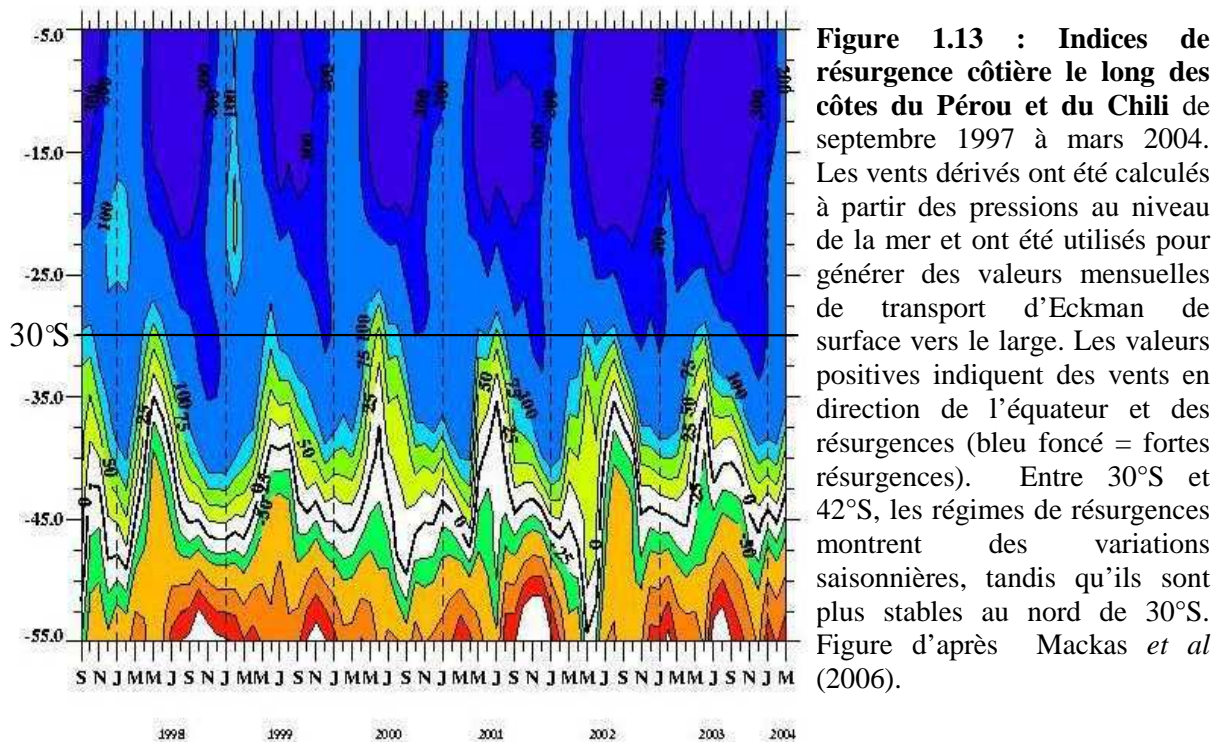 -5.0
-15.0
-25.0
30°S
-35.0
-45.0
-55.0
S N J M M J S N J M M J S N J M M J S N J M M J S N J M M J S N J M M J S N J M
1998 1999 2000 2001 2002 2003 2004
Figure 1.13 : Indices de
résurgence côtière le long des
côtes du Pérou et du Chili de
septembre 1997 à mars 2004.
Les vents dérivés ont été calculés
à partir des pressions au niveau
de la mer et ont été utilisés pour
générer des valeurs mensuelles
de transport d’Eckman de
surface vers le large. Les valeurs
positives indiquent des vents en
direction de l’équateur et des
résurgences (bleu foncé = fortes
résurgences). Entre 30°S et
42°S, les régimes de résurgences
montrent des variations
saisonnières, tandis qu’ils sont
plus stables au nord de 30°S.
Figure d’après Mackas et al
(2006).